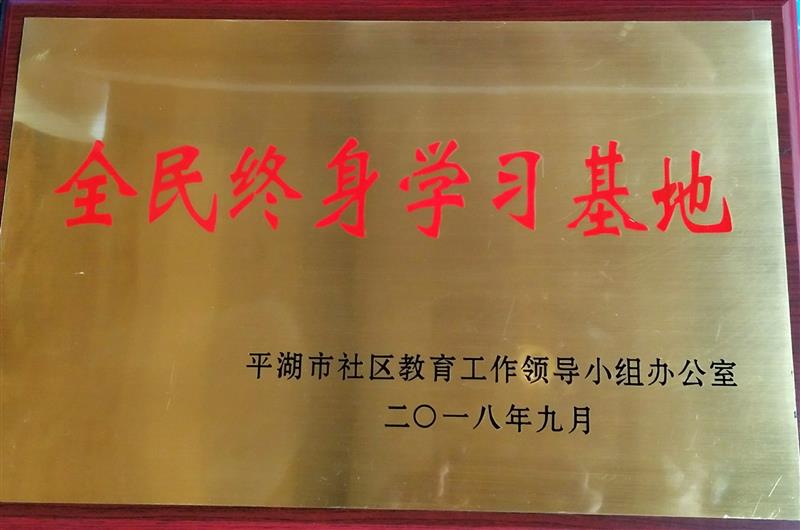 全民终身学习基地
平湖市社区教育工作领导小组办公室
二〇一八年九月